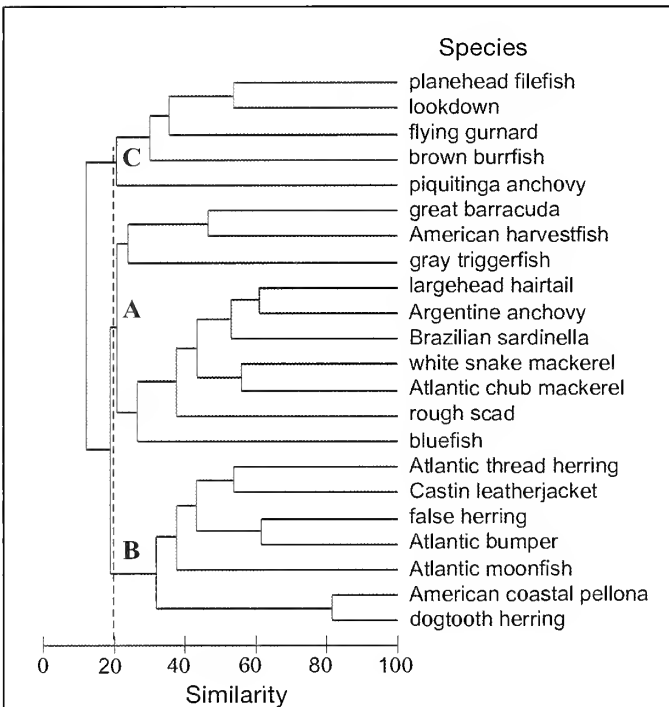 Species
planehead filefish
lookdown
flying gurnard
brown burrfish
C
piquitinga anchovy
great barracuda
American harvestfish
gray triggerfish
largehead hairtail
A
Argentine anchovy
Brazilian sardinella
white snake mackerel
Atlantic chub mackerel
rough scad
bluefish
Atlantic thread herring
Castin leatherjacket
false herring
B
Atlantic bumper
Atlantic moonfish
American coastal pellona
dogtooth herring
0 20 40 60 80 100
Similarity